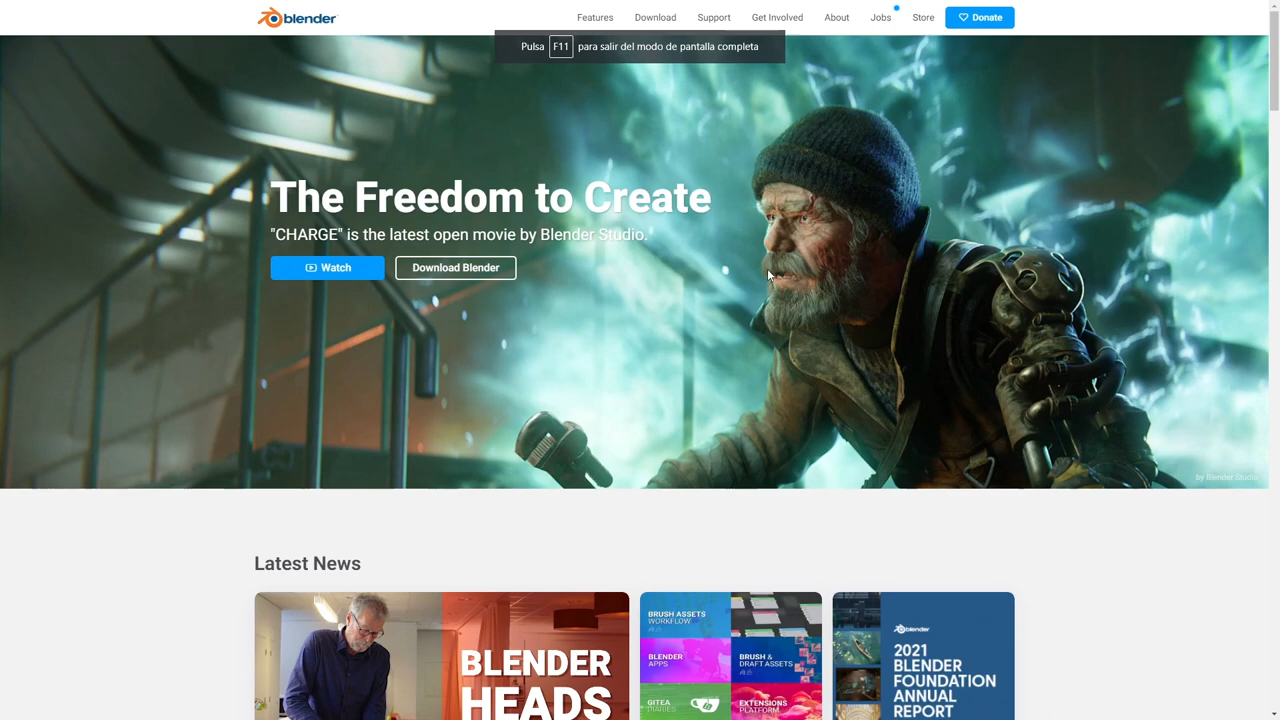 blender
Features
Download
Support
Get Involved
About
Jobs
Store
Donate
Pulsa F11 para salir del modo de pantalla completa
The Freedom to Create
"CHARGE" is the latest open movie by Blender Studio.
Watch
Download Blender
by Blender Studio
Latest News
BLENDER
HEADS
BRUSH ASSETS
WORKFLOW
BLENDER
APPS
BRUSH &
DRAFT ASSETS
GITEA
DIARIES
EXTENSIONS
PLATFORM
blender
2021
BLENDER
FOUNDATION
ANNUAL
REPORT